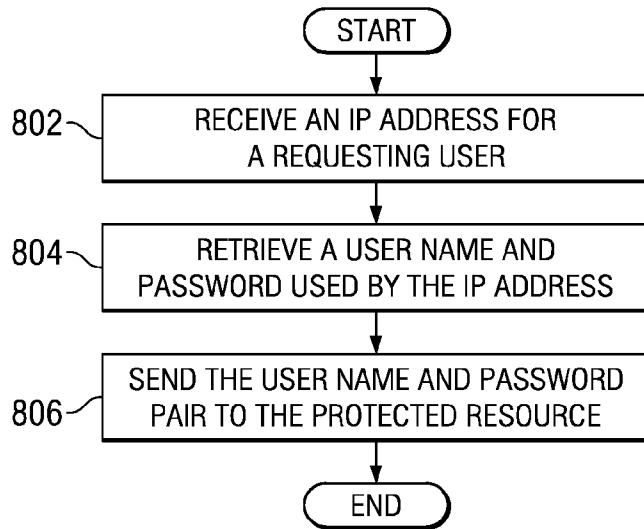 START
802
RECEIVE AN IP ADDRESS FOR
A REQUESTING USER
804
RETRIEVE A USER NAME AND
PASSWORD USED BY THE IP ADDRESS
806
SEND THE USER NAME AND PASSWORD
PAIR TO THE PROTECTED RESOURCE
END